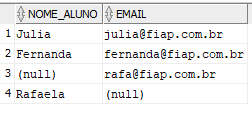 NOME_ALUNO EMAIL
1 Julia julia@fiap.com.br
2 Fernanda fernanda@fiap.com.br
3 (null) rafa@fiap.com.br
4 Rafaela (null)